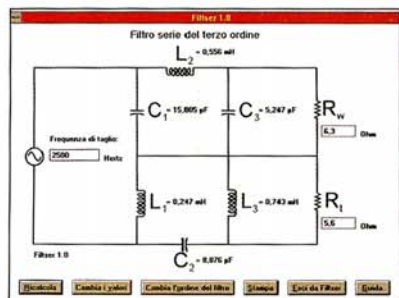 Filtser 1.0
Filtro serie del terzo ordine
L2 = 0,556 mH
C1 = 15,805 µF
C3 = 5,247 µF
Rw
6,3 Ohm
Frequenza di taglio:
2500 Hertz
L1 = 0,247 mH
L3 = 0,743 mH
Rt
5,6 Ohm
Filtser 1.0
C2 = 8,076 µF
Ricalcola Cambia i valori Cambia l'ordine del filtro Stampa Esci da Filtser Guida